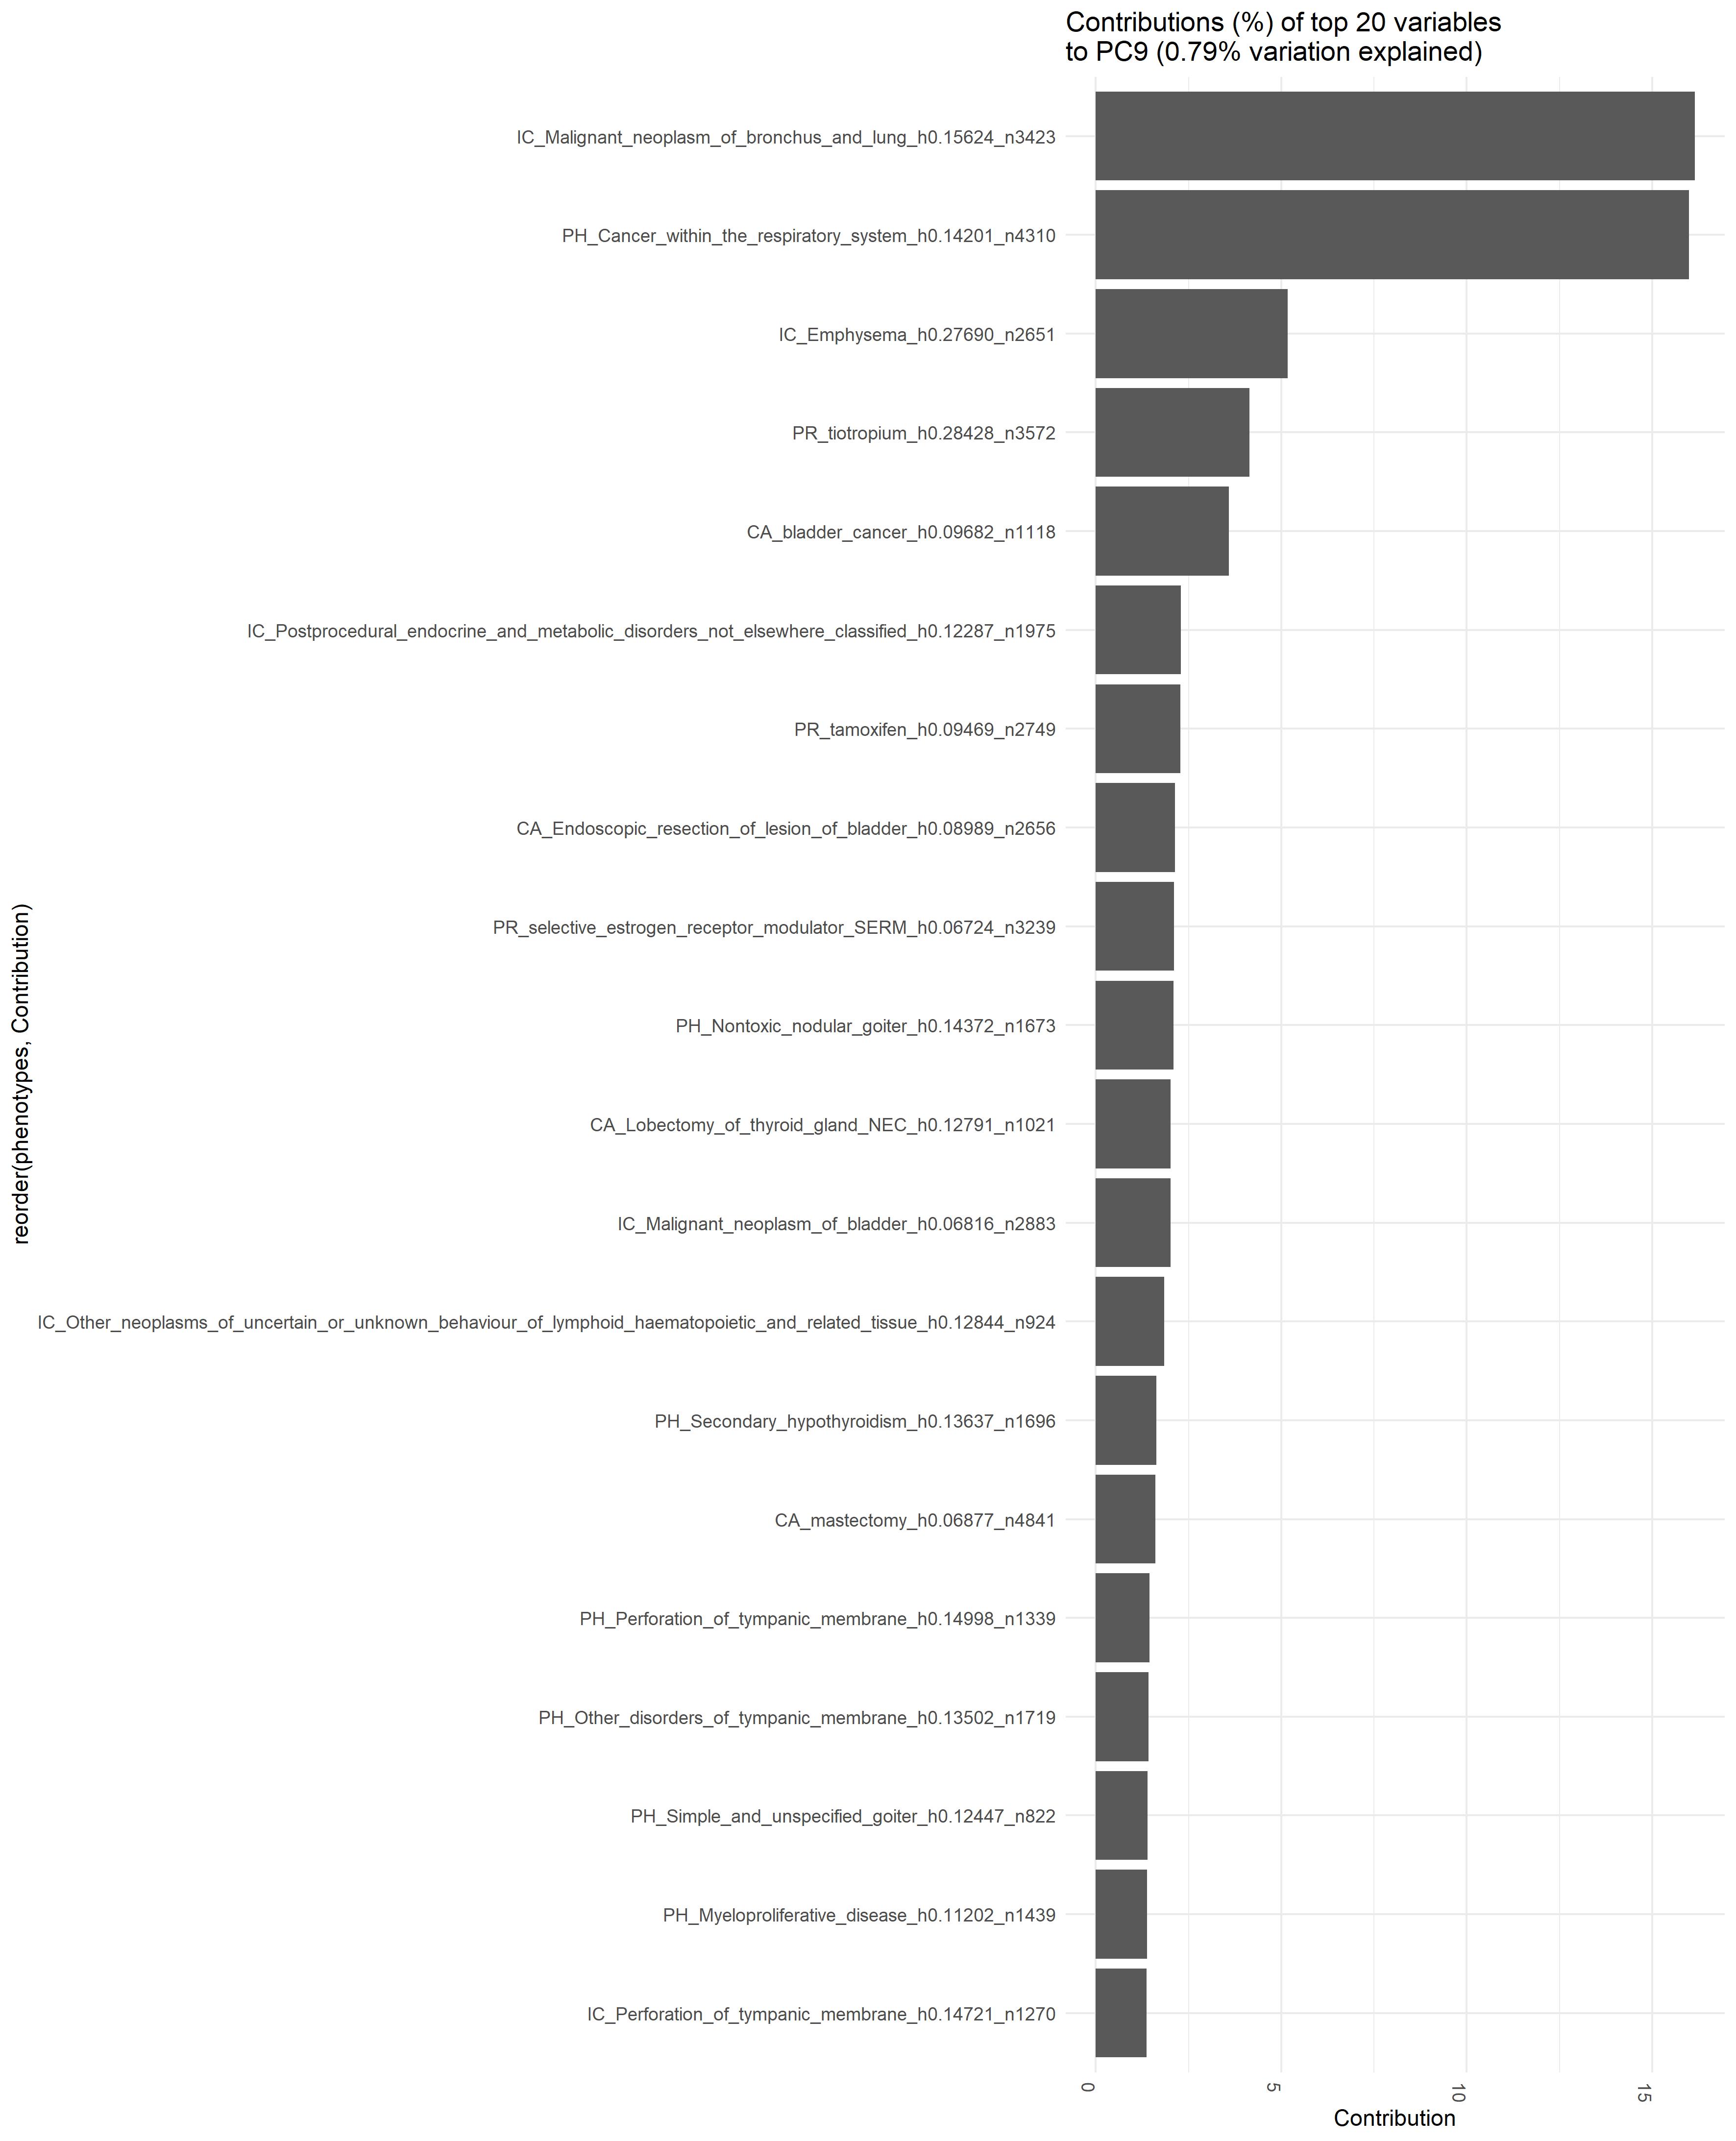 Contributions (%) of top 20 variables
to PC9 (0.79% variation explained)
IC_Malignant_neoplasm_of_bronchus_and_lung_h0.15624_n3423
PH_Cancer_within_the_respiratory_system_h0.14201_n4310
IC_Emphysema_h0.27690_n2651
PR_tiotropium_h0.28428_n3572
CA_bladder_cancer_h0.09682_n1118
IC_Postprocedural_endocrine_and_metabolic_disorders_not_elsewhere_classified_h0.12287_n1975
PR_tamoxifen_h0.09469_n2749
CA_Endoscopic_resection_of_lesion_of_bladder_h0.08989_n2656
PR_selective_estrogen_receptor_modulator_SERM_h0.06724_n3239
PH_Nontoxic_nodular_goiter_h0.14372_n1673
CA_Lobectomy_of_thyroid_gland_NEC_h0.12791_n1021
IC_Malignant_neoplasm_of_bladder_h0.06816_n2883
IC_Other_neoplasms_of_uncertain_or_unknown_behaviour_of_lymphoid_haematopoietic_and_related_tissue_h0.12844_n924
PH_Secondary_hypothyroidism_h0.13637_n1696
CA_mastectomy_h0.06877_n4841
PH_Perforation_of_tympanic_membrane_h0.14998_n1339
PH_Other_disorders_of_tympanic_membrane_h0.13502_n1719
PH_Simple_and_unspecified_goiter_h0.12447_n822
PH_Myeloproliferative_disease_h0.11202_n1439
IC_Perforation_of_tympanic_membrane_h0.14721_n1270
reorder(phenotypes, Contribution)
0 5 10 15
Contribution